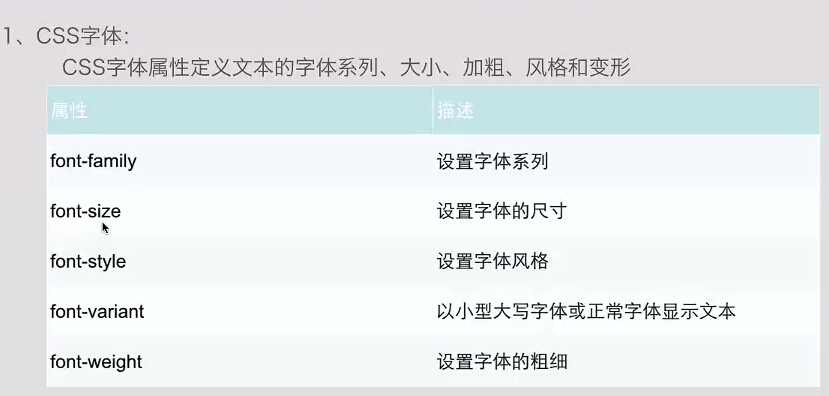 1、CSS字体:
CSS字体属性定义文本的字体系列、大小、加粗、风格和变形
属性 描述
font-family 设置字体系列
font-size 设置字体的尺寸
font-style 设置字体风格
font-variant 以小型大写字体或正常字体显示文本
font-weight 设置字体的粗细